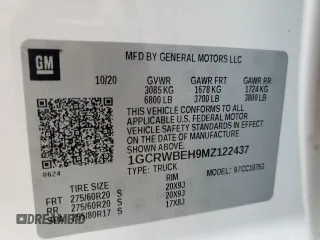 GM
MFD BY GENERAL MOTORS LLC
10/20 GVWR GAWR FRT GAWR RR
3085 KG 1678 KG 1724 KG
6800 LB 3700 LB 3800 LB
THIS VEHICLE CONFORMS TO ALL
APPLICABLE U.S. FEDERAL MOTOR
VEHICLE SAFETY STANDARDS
IN EFFECT ON THE DATE OF
MANUFACTURE SHOWN ABOVE.
1GCRWBEH9MZ122437
8624 TYPE: TRUCK
TIRE SIZE RIM
FRT 275/60R20 S 20X9J
RR 275/60R20 S 20X9J
17X8J